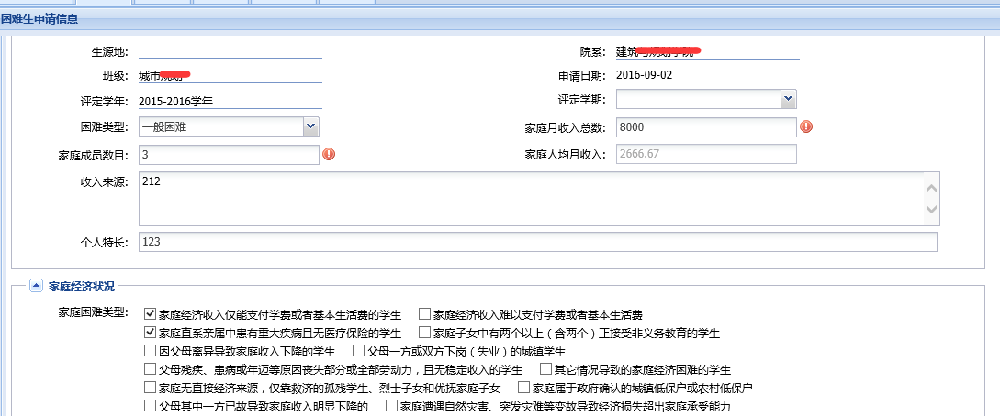 困难生申请信息
生源地: 院系: 建筑
班级: 城市 申请日期: 2016-09-02
评定学年: 2015-2016学年 评定学期:
困难类型: 一般困难 家庭月收入总数: 8000
家庭成员数目: 3 家庭人均月收入: 2666.67
收入来源: 212
个人特长: 123
家庭经济状况
家庭困难类型: 家庭经济收入仅能支付学费或者基本生活费的学生 家庭经济收入难以支付学费或者基本生活费
家庭直系亲属中患有重大疾病且无医疗保险的学生 家庭子女中有两个以上（含两个）正接受非义务教育的学生
因父母离异导致家庭收入下降的学生 父母一方或双方下岗（失业）的城镇学生
父母残疾、患病或年迈等原因丧失部分或全部劳动力，且无稳定收入的学生 其它情况导致的家庭经济困难的学生
家庭无直接经济来源，仅靠救济的孤残学生、烈士子女和优抚家庭子女 家庭属于政府确认的城镇低保户或农村低保户
父母其中一方已故导致家庭收入明显下降的 家庭遭遇自然灾害、突发灾难等变故导致经济损失超出家庭承受能力